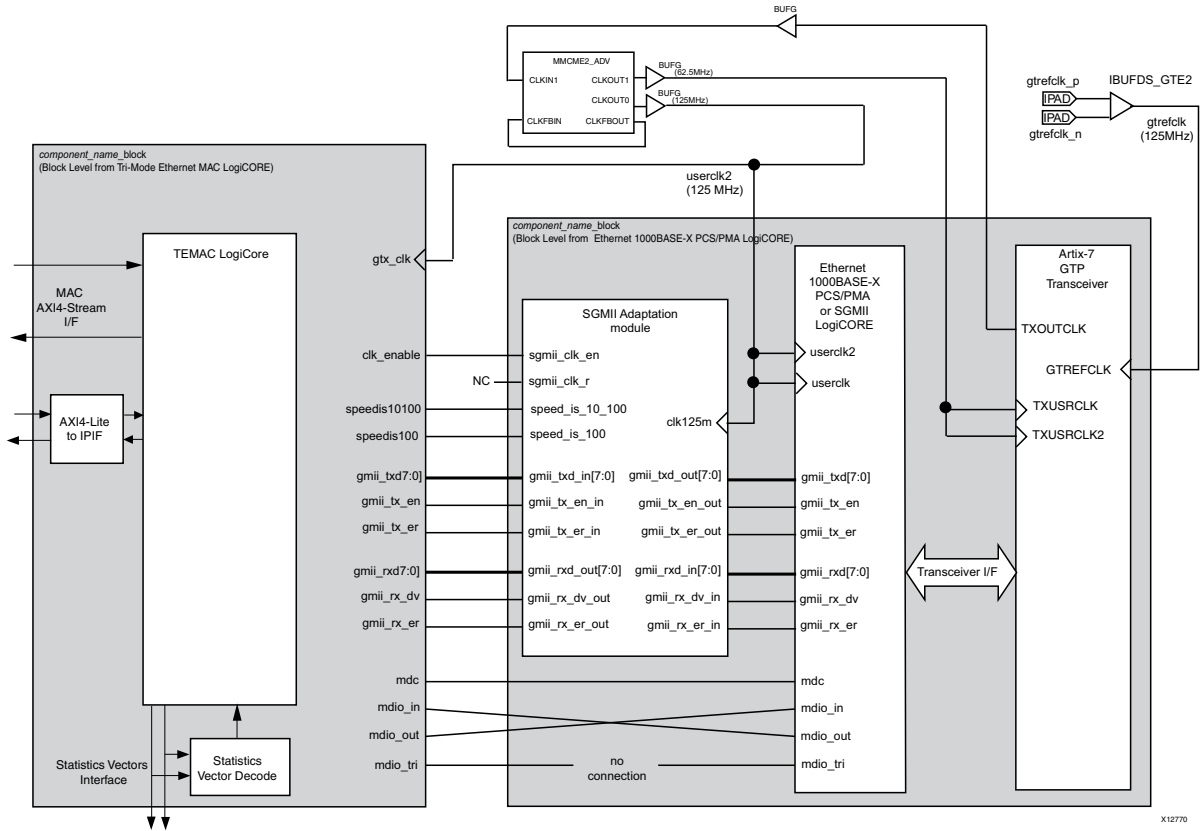 BUFG
MMCME2_ADV
CLKIN1
CLKOUT1
BUFG
(62.5MHz)
CLKOUT0
BUFG
(125MHz)
CLKFBIN
CLKFBOUT
gtrefclk_p
IBUFDS_GTE2
IPAD
IPAD
gtrefclk_n
gtrefclk
(125MHz)
component_name_block
(Block Level from Tri-Mode Ethernet MAC LogiCORE)
userclk2
(125 MHz)
component_name_block
(Block Level from Ethernet 1000BASE-X PCS/PMA LogiCORE)
TEMAC LogiCore
gtx_clk
MAC
AXI4-Stream
I/F
AXI4-Lite
to IPIF
Statistics Vectors
Interface
Statistics
Vector Decode
clk_enable
NC
speedis10100
speedis100
gmii_txd7:0]
gmii_tx_en
gmii_tx_er
gmii_rxd7:0]
gmii_rx_dv
gmii_rx_er
mdc
mdio_in
mdio_out
mdio_tri
SGMII Adaptation
module
sgmii_clk_en
sgmii_clk_r
speed_is_10_100
speed_is_100
clk125m
gmii_txd_in[7:0]
gmii_txd_out[7:0]
gmii_tx_en_in
gmii_tx_en_out
gmii_tx_er_in
gmii_tx_er_out
gmii_rxd_out[7:0]
gmii_rxd_in[7:0]
gmii_rx_dv_out
gmii_rx_dv_in
gmii_rx_er_out
gmii_rx_er_in
no
connection
Ethernet
1000BASE-X
PCS/PMA
or SGMII
LogiCORE
userclk2
userclk
gmii_txd[7:0]
gmii_tx_en
gmii_tx_er
gmii_rxd[7:0]
gmii_rx_dv
gmii_rx_er
mdc
mdio_in
mdio_out
mdio_tri
Transceiver I/F
Artix-7
GTP
Transceiver
TXOUTCLK
GTREFCLK
TXUSRCLK
TXUSRCLK2
X12770